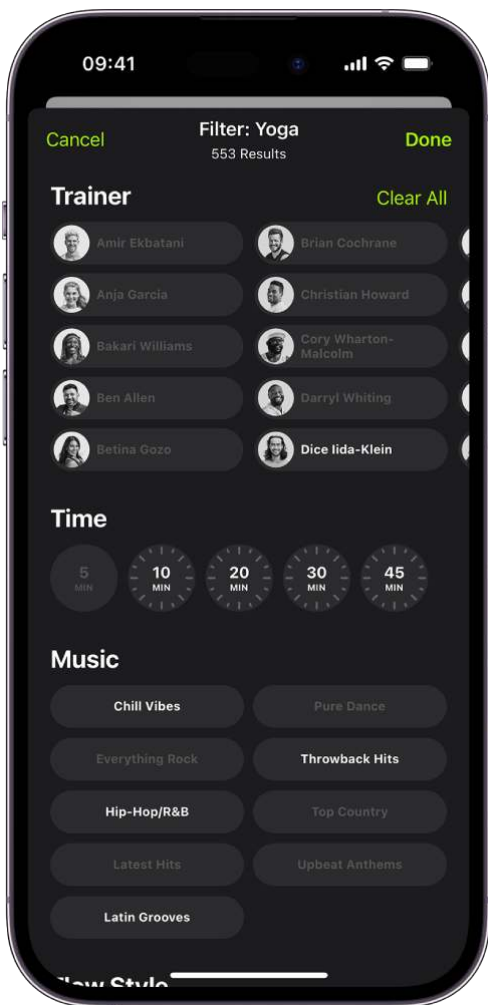 09:41
Cancel
Filter: Yoga
Done
553 Results
Trainer
Clear All
Amir Ekbatani
Brian Cochrane
Anja Garcia
Christian Howard
Bakari Williams
Cory Wharton-
Malcolm
Ben Allen
Darryl Whiting
Betina Gozo
Dice Iida-Klein
Time
5
MIN
10
MIN
20
MIN
30
MIN
45
MIN
Music
Chill Vibes
Pure Dance
Everything Rock
Throwback Hits
Hip-Hop/R&B
Top Country
Latest Hits
Upbeat Anthems
Latin Grooves
Flow Style